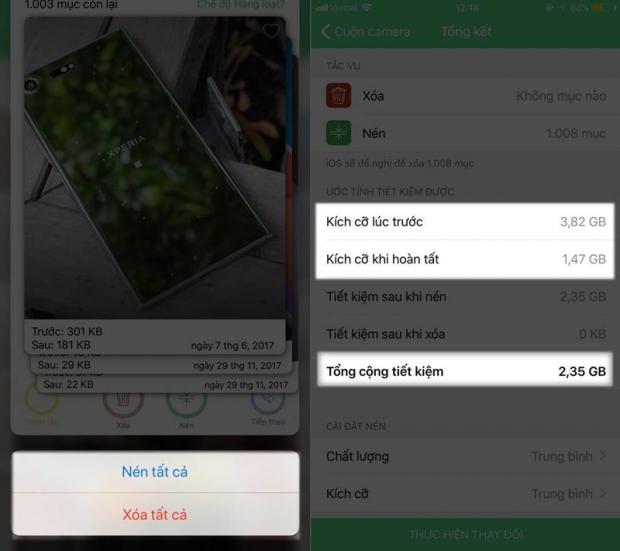 1.003 mục còn lại
Chế độ Hàng loạt?
XPERIA
Trước: 301 KB
Sau: 181 KB
ngày 7 thg 6, 2017
Sau: 29 KB
ngày 29 thg 11, 2017
Sau: 22 KB
ngày 29 thg 11, 2017
Xóa
Nén
Tiếp theo
Nén tất cả
Xóa tất cả
Viettel
12:18
68%
Cuộn camera
Tổng kết
TÁC VỤ
Xóa
Không mục nào
Nén
1.008 mục
iOS sẽ đề nghị để xóa 1.008 mục
ƯỚC TÍNH TIẾT KIỆM ĐƯỢC
Kích cỡ lúc trước
3,82 GB
Kích cỡ khi hoàn tất
1,47 GB
Tiết kiệm sau khi nén
2,35 GB
Tiết kiệm sau khi xóa
0 KB
Tổng cộng tiết kiệm
2,35 GB
CÀI ĐẶT NÉN
Chất lượng
Trung bình
Kích cỡ
Trung bình
THỰC HIỆN THAY ĐỔI